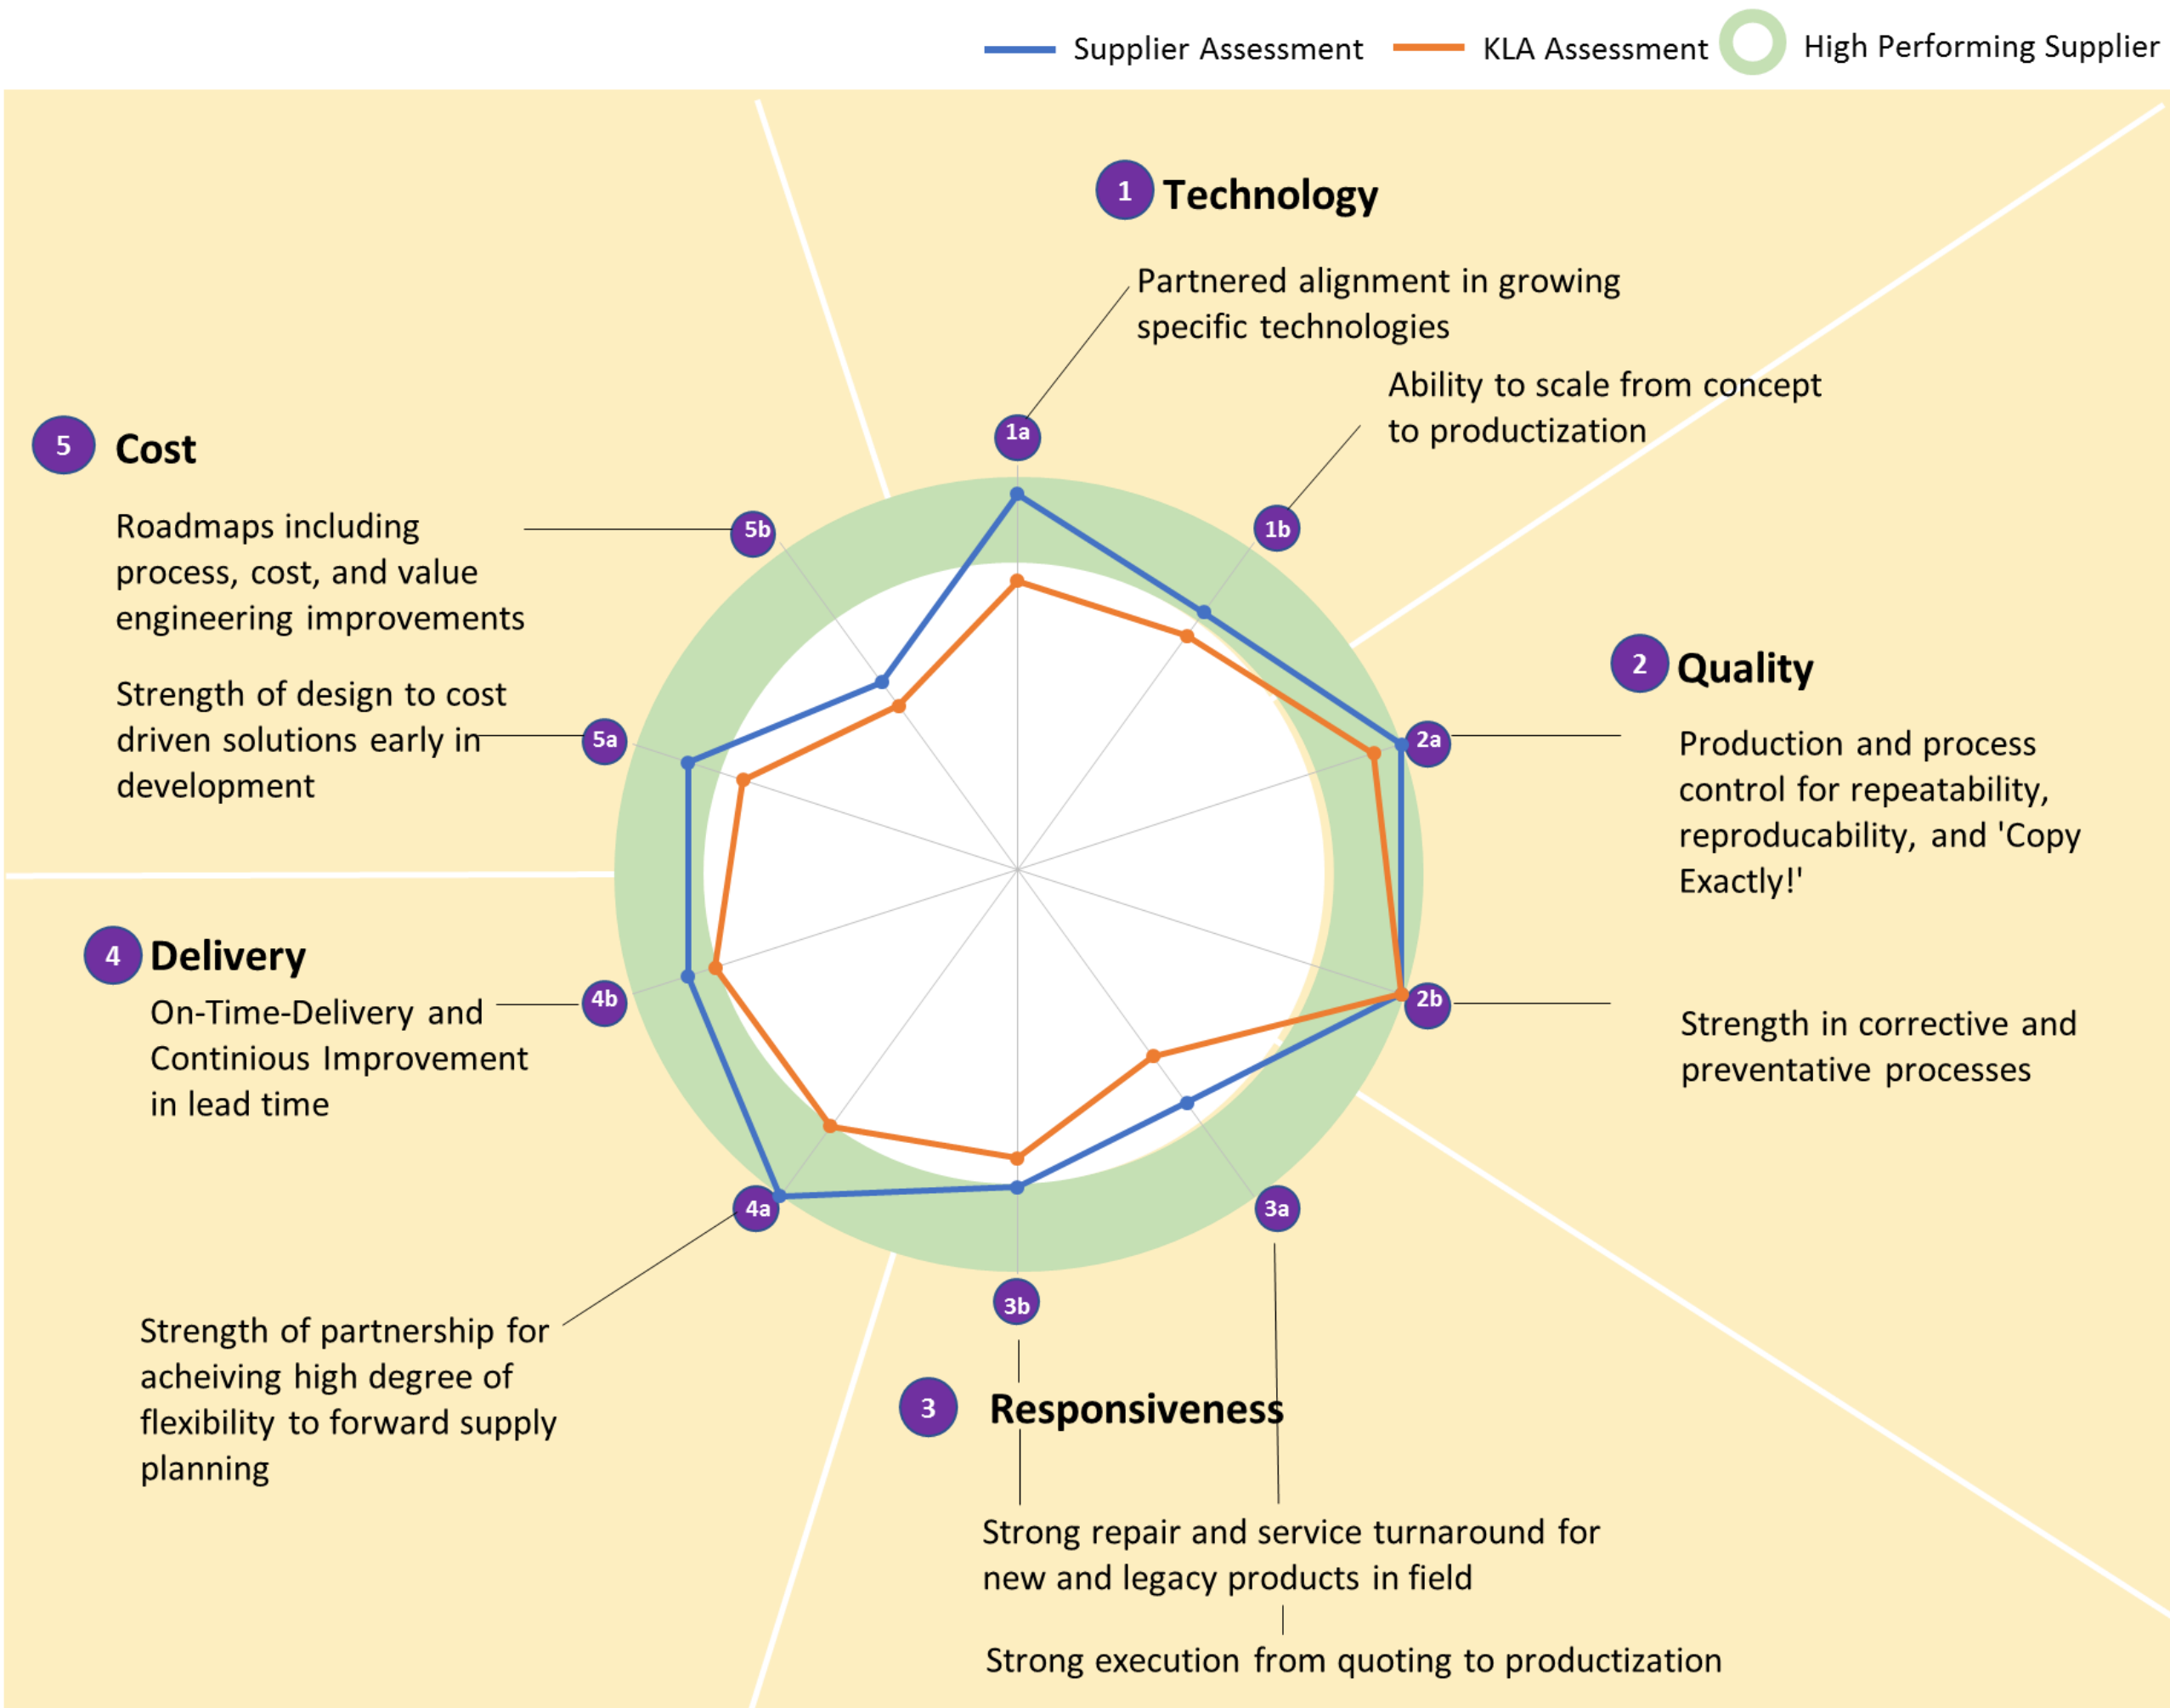 Supplier Assessment
KLA Assessment
High Performing Supplier
1 Technology
Partnered alignment in growing
specific technologies
Ability to scale from concept
to productization
1a
1b
2 Quality
2a
Production and process
control for repeatability,
reproducability, and 'Copy
Exactly!'
2b
Strength in corrective and
preventative processes
3a
3b
3 Responsiveness
Strong repair and service turnaround for
new and legacy products in field
Strong execution from quoting to productization
4 Delivery
4b
On-Time-Delivery and
Continious Improvement
in lead time
4a
Strength of partnership for
acheiving high degree of
flexibility to forward supply
planning
5 Cost
5b
Roadmaps including
process, cost, and value
engineering improvements
5a
Strength of design to cost
driven solutions early in
development